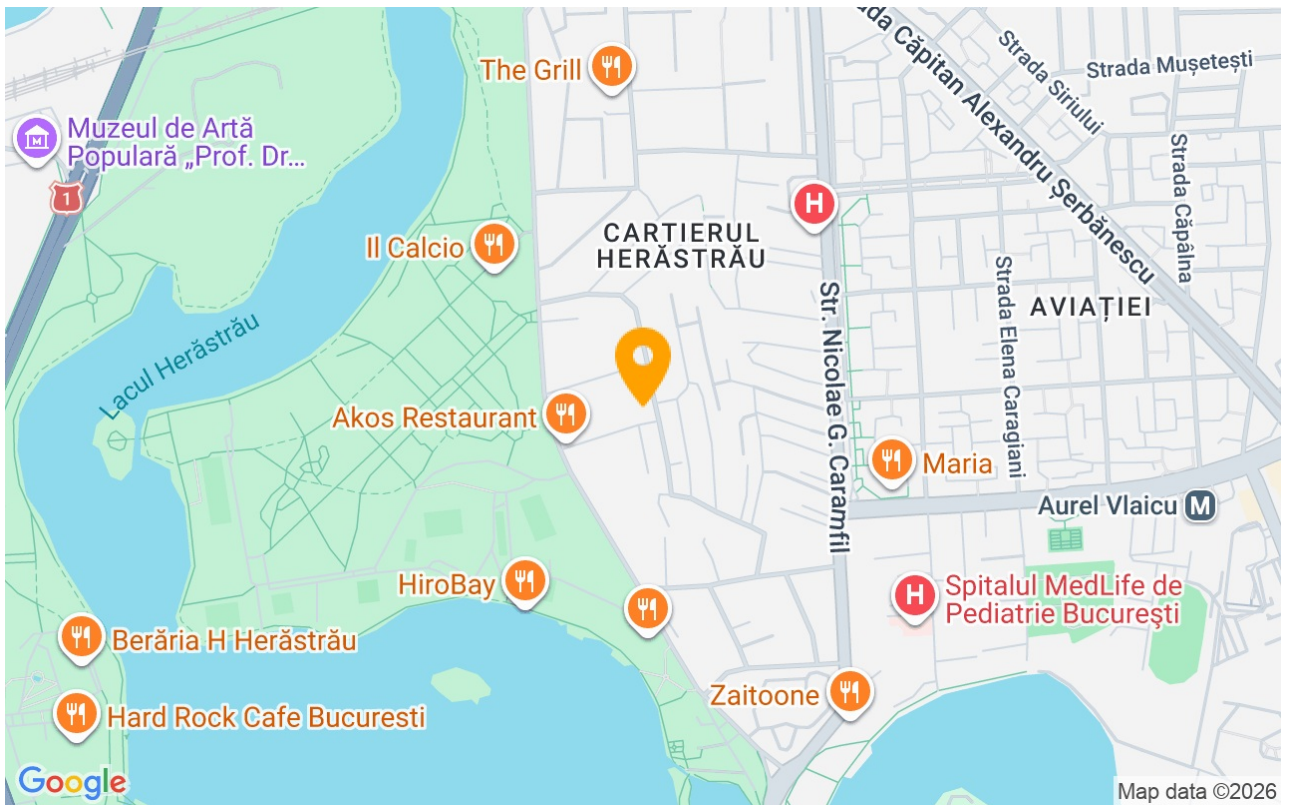 The Grill
Muzeul de Artă
Populară „Prof. Dr...
1
Il Calcio
CARTIERUL
HERĂSTRĂU
H
Strada Siriului
Strada Mușetești
Strada Căpâlna
ada Căpitan Alexandru Șerbănescu
AVIAȚIEI
Strada Elena Caragiani
Str. Nicolae G. Caramfil
Lacul Herăstrău
Akos Restaurant
Maria
Aurel Vlaicu M
HiroBay
H
Spitalul MedLife de
Pediatrie Bucureşti
Berăria H Herăstrău
Hard Rock Cafe Bucuresti
Zaitoone
Google
Map data ©2026